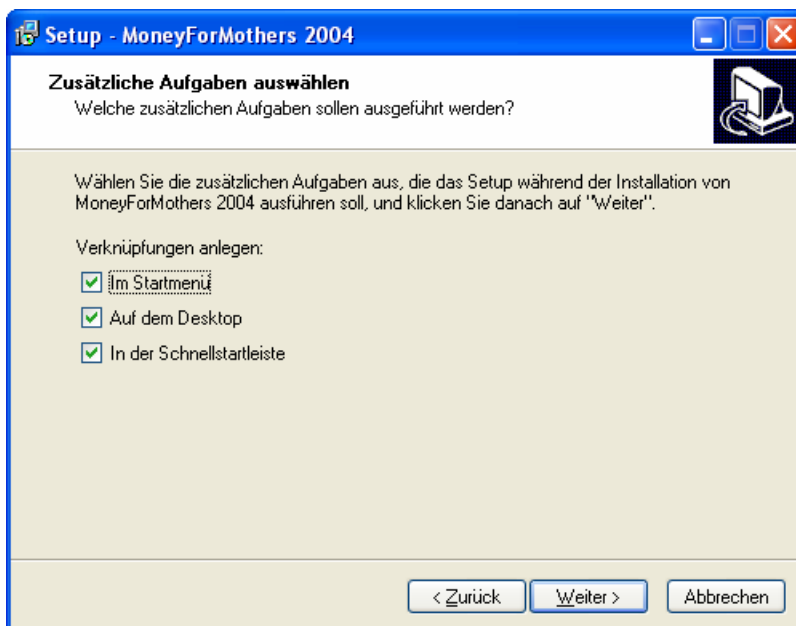 Setup - MoneyForMothers 2004
Zusätzliche Aufgaben auswählen
Welche zusätzlichen Aufgaben sollen ausgeführt werden?
Wählen Sie die zusätzlichen Aufgaben aus, die das Setup während der Installation von
MoneyForMothers 2004 ausführen soll, und klicken Sie danach auf "Weiter".
Verknüpfungen anlegen:
Im Startmenü
Auf dem Desktop
In der Schnellstartleiste
< Zurück Weiter > Abbrechen